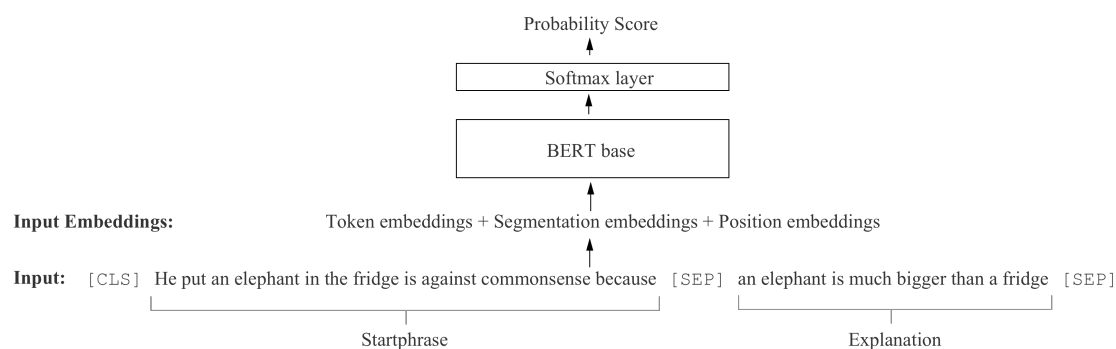 Probability Score
Softmax layer
BERT base
Input Embeddings: Token embeddings + Segmentation embeddings + Position embeddings
Input: [CLS] He put an elephant in the fridge is against commonsense because [SEP] an elephant is much bigger than a fridge [SEP]
Startphrase Explanation